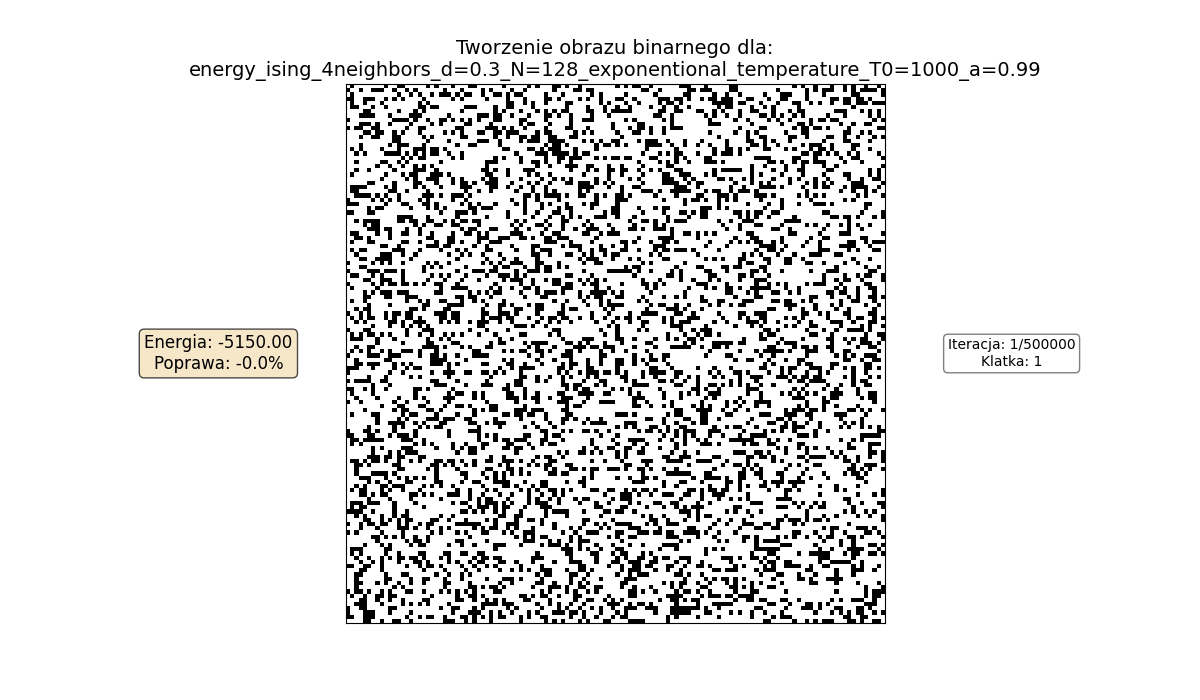 Tworzenie obrazu binarnego dla:
energy_ising_4neighbors_d=0.3_N=128_exponentional_temperature_T0=1000_a=0.99
Energia: -5150.00
Poprawa: -0.0%
Iteracja: 1/500000
Klatka: 1